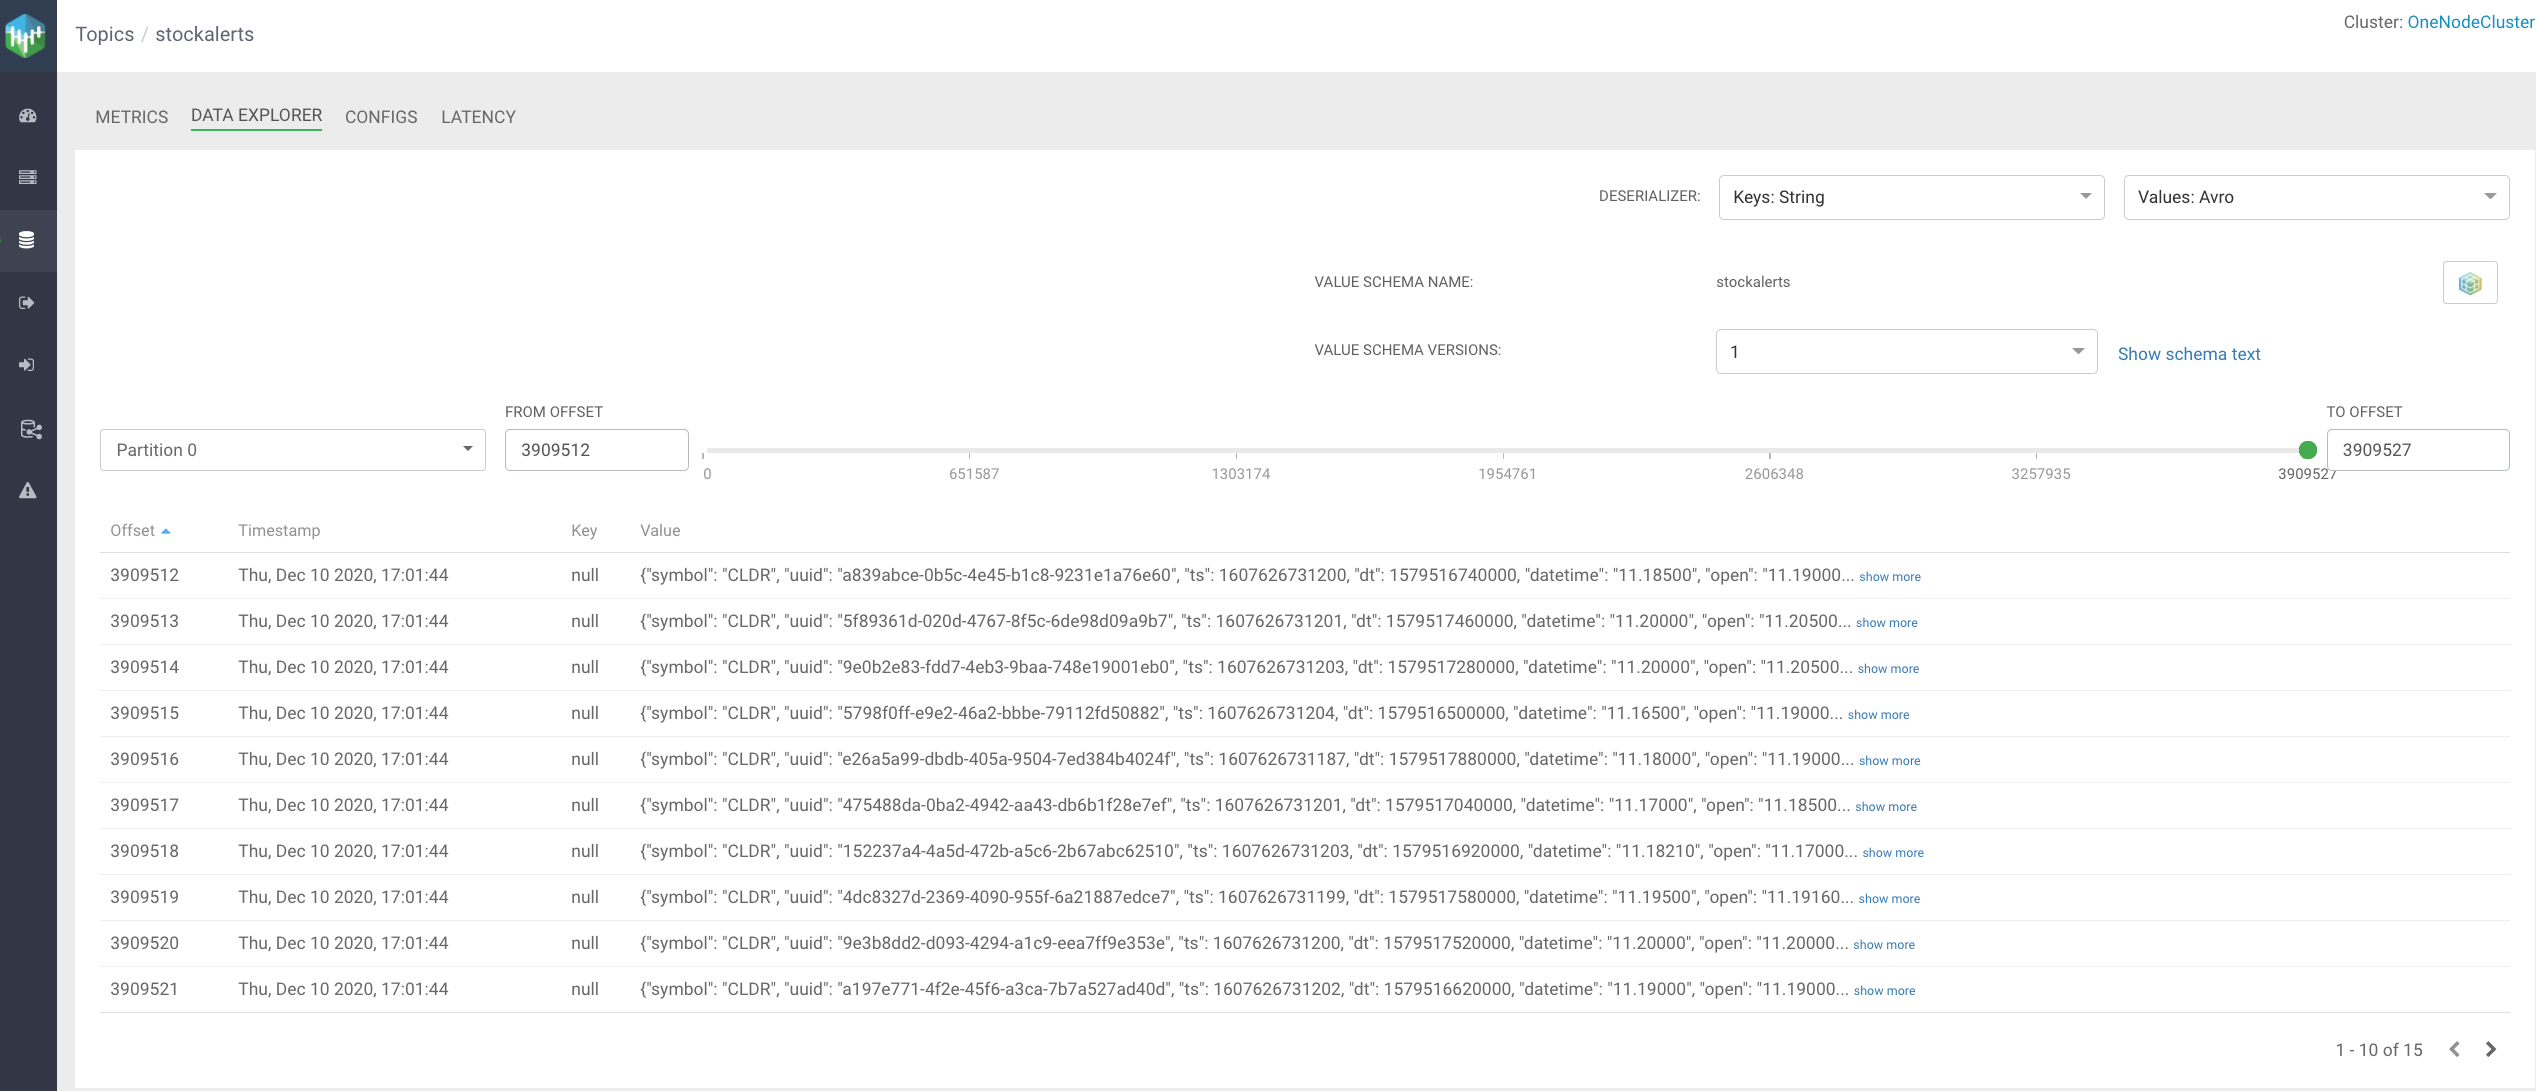 Topics / stockalerts
Cluster: OneNodeCluster
METRICS DATA EXPLORER CONFIGS LATENCY
DESERIALIZER: Keys: String Values: Avro
VALUE SCHEMA NAME: stockalerts
VALUE SCHEMA VERSIONS: 1 Show schema text
FROM OFFSET TO OFFSET
Partition 0 3909512 3909527
0 651587 1303174 1954761 2606348 3257935 3909527
Offset Timestamp Key Value
3909512 Thu, Dec 10 2020, 17:01:44 null {"symbol": "CLDR", "uuid": "a839abce-0b5c-4e45-b1c8-9231e1a76e60", "ts": 1607626731200, "dt": 1579516740000, "datetime": "11.18500", "open": "11.19000... show more
3909513 Thu, Dec 10 2020, 17:01:44 null {"symbol": "CLDR", "uuid": "5f89361d-020d-4767-8f5c-6de98d09a9b7", "ts": 1607626731201, "dt": 1579517460000, "datetime": "11.20000", "open": "11.20500... show more
3909514 Thu, Dec 10 2020, 17:01:44 null {"symbol": "CLDR", "uuid": "9e0b2e83-fdd7-4eb3-9baa-748e19001eb0", "ts": 1607626731203, "dt": 1579517280000, "datetime": "11.20000", "open": "11.20500... show more
3909515 Thu, Dec 10 2020, 17:01:44 null {"symbol": "CLDR", "uuid": "5798f0ff-e9e2-46a2-bbbe-79112fd50882", "ts": 1607626731204, "dt": 1579516500000, "datetime": "11.16500", "open": "11.19000... show more
3909516 Thu, Dec 10 2020, 17:01:44 null {"symbol": "CLDR", "uuid": "e26a5a99-dbdb-405a-9504-7ed384b4024f", "ts": 1607626731187, "dt": 1579517880000, "datetime": "11.18000", "open": "11.19000... show more
3909517 Thu, Dec 10 2020, 17:01:44 null {"symbol": "CLDR", "uuid": "475488da-0ba2-4942-aa43-db6b1f28e7ef", "ts": 1607626731201, "dt": 1579517040000, "datetime": "11.17000", "open": "11.18500... show more
3909518 Thu, Dec 10 2020, 17:01:44 null {"symbol": "CLDR", "uuid": "152237a4-4a5d-472b-a5c6-2b67abc62510", "ts": 1607626731203, "dt": 1579516920000, "datetime": "11.18210", "open": "11.17000... show more
3909519 Thu, Dec 10 2020, 17:01:44 null {"symbol": "CLDR", "uuid": "4dc8327d-2369-4090-955f-6a21887edce7", "ts": 1607626731199, "dt": 1579517580000, "datetime": "11.19500", "open": "11.19160... show more
3909520 Thu, Dec 10 2020, 17:01:44 null {"symbol": "CLDR", "uuid": "9e3b8dd2-d093-4294-a1c9-eea7ff9e353e", "ts": 1607626731200, "dt": 1579517520000, "datetime": "11.20000", "open": "11.20000... show more
3909521 Thu, Dec 10 2020, 17:01:44 null {"symbol": "CLDR", "uuid": "a197e771-4f2e-45f6-a3ca-7b7a527ad40d", "ts": 1607626731202, "dt": 1579516620000, "datetime": "11.19000", "open": "11.19000... show more
1 - 10 of 15